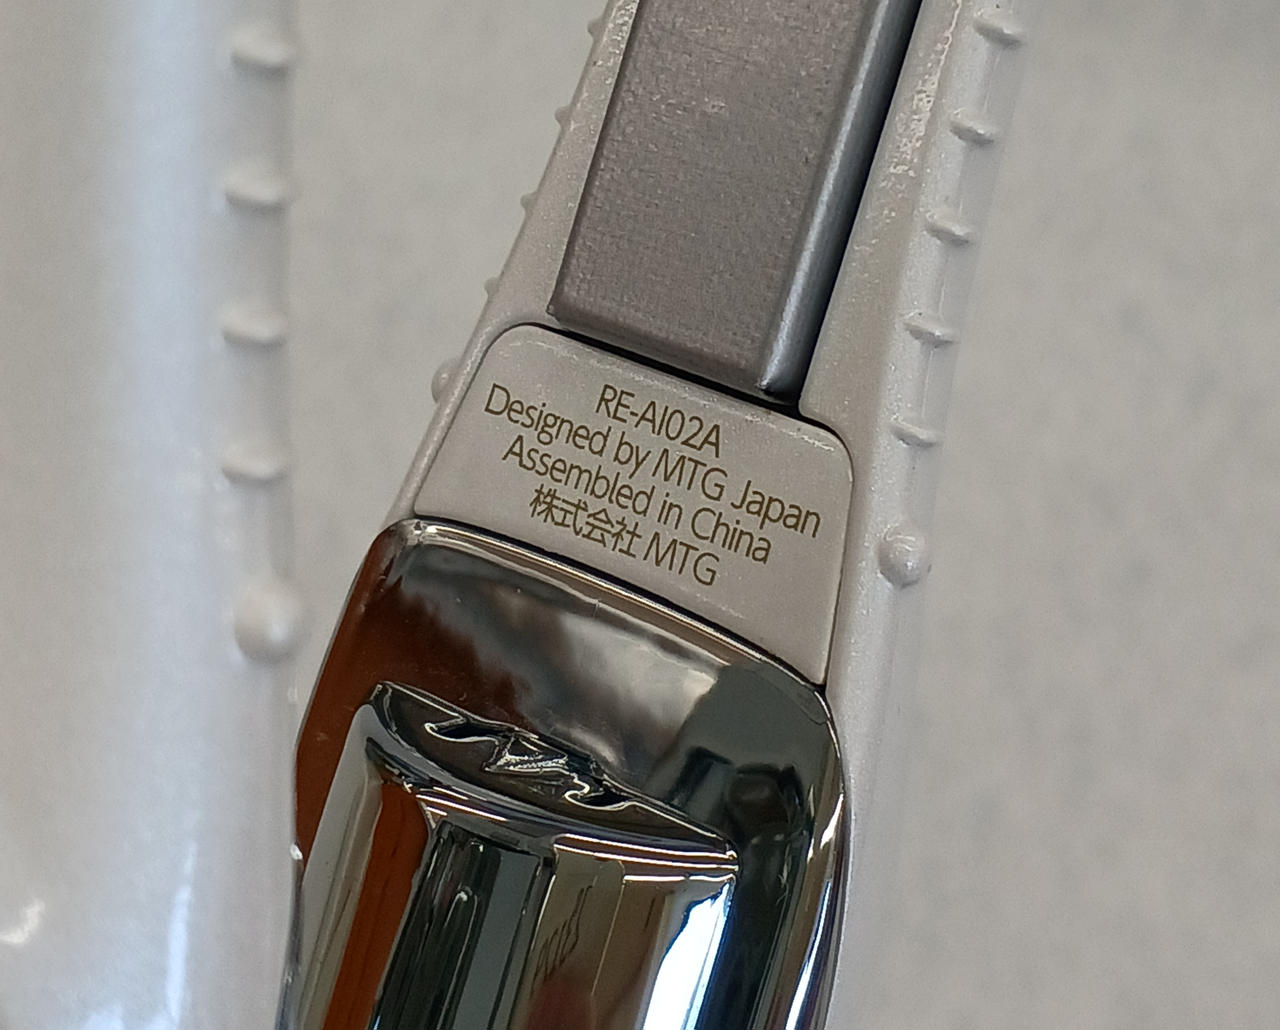 RE-AI02A
Designed by MTG Japan
Assembled in China
株式会社 MTG